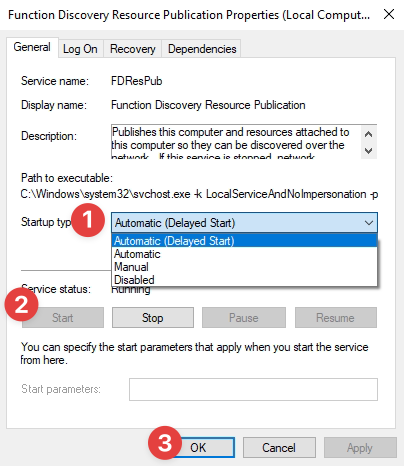 Function Discovery Resource Publication Properties (Local Comput...
General Log On Recovery Dependencies
Service name: FDResPub
Display name: Function Discovery Resource Publication
Description: Publishes this computer and resources attached to
this computer so they can be discovered over the
network. If this service is stopped, network
Path to executable:
C:\Windows\system32\svchost.exe -k LocalServiceAndNoImpersonation -p
Startup typ 1 Automatic (Delayed Start)
Automatic (Delayed Start)
Automatic
Manual
Disabled
Service status: Running
2
Start Stop Pause Resume
You can specify the start parameters that apply when you start the service
from here.
Start parameters:
3 OK Cancel Apply